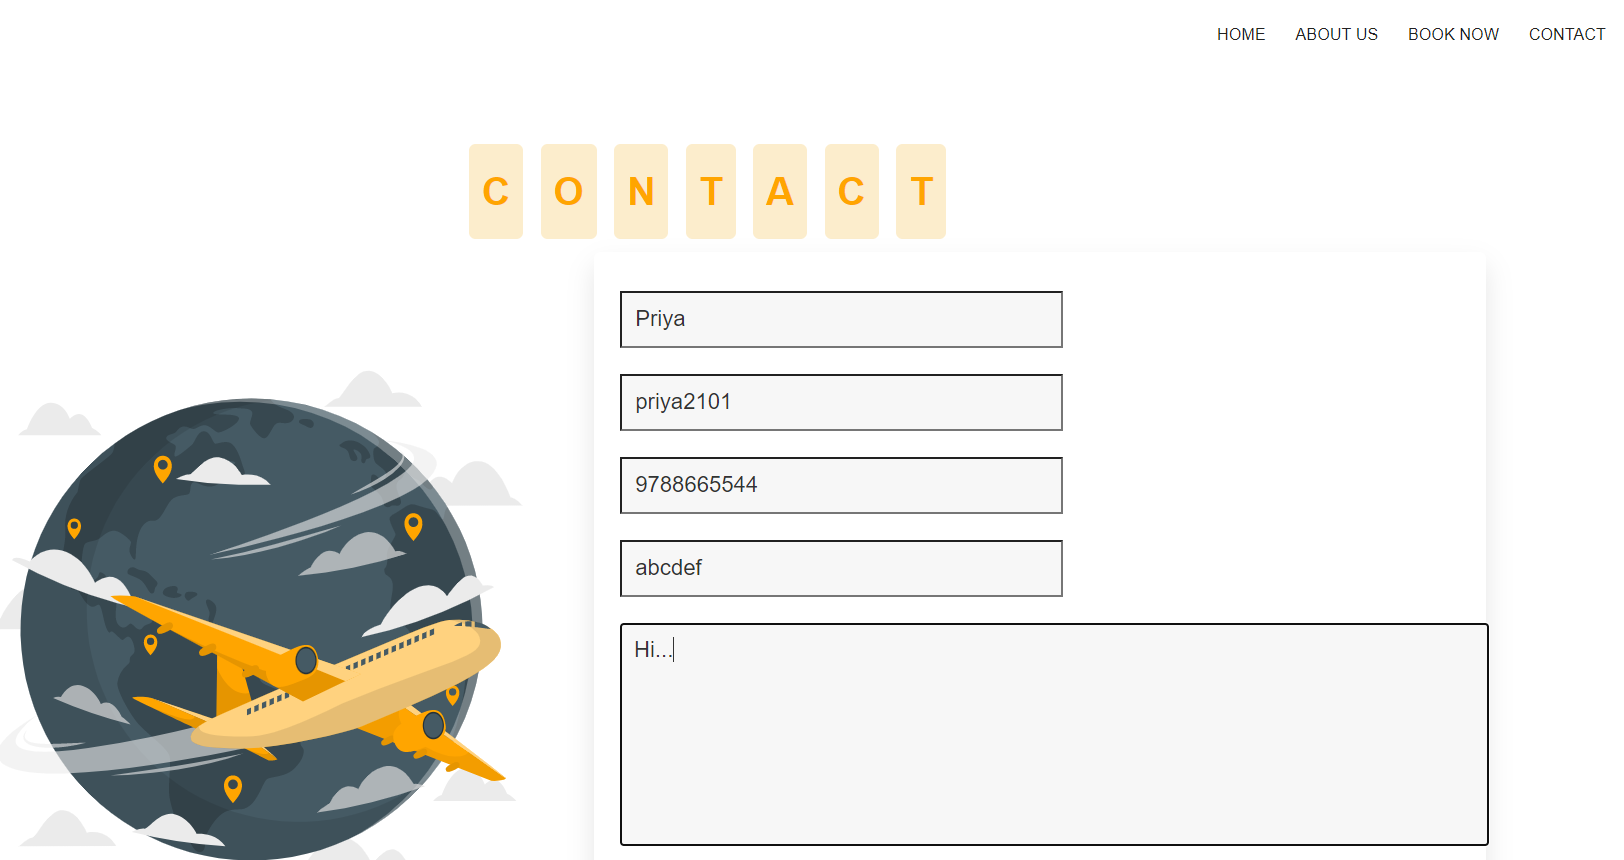 HOME ABOUT US BOOK NOW CONTACT
C O N T A C T
Priya
priya2101
9788665544
abcdef
Hi...